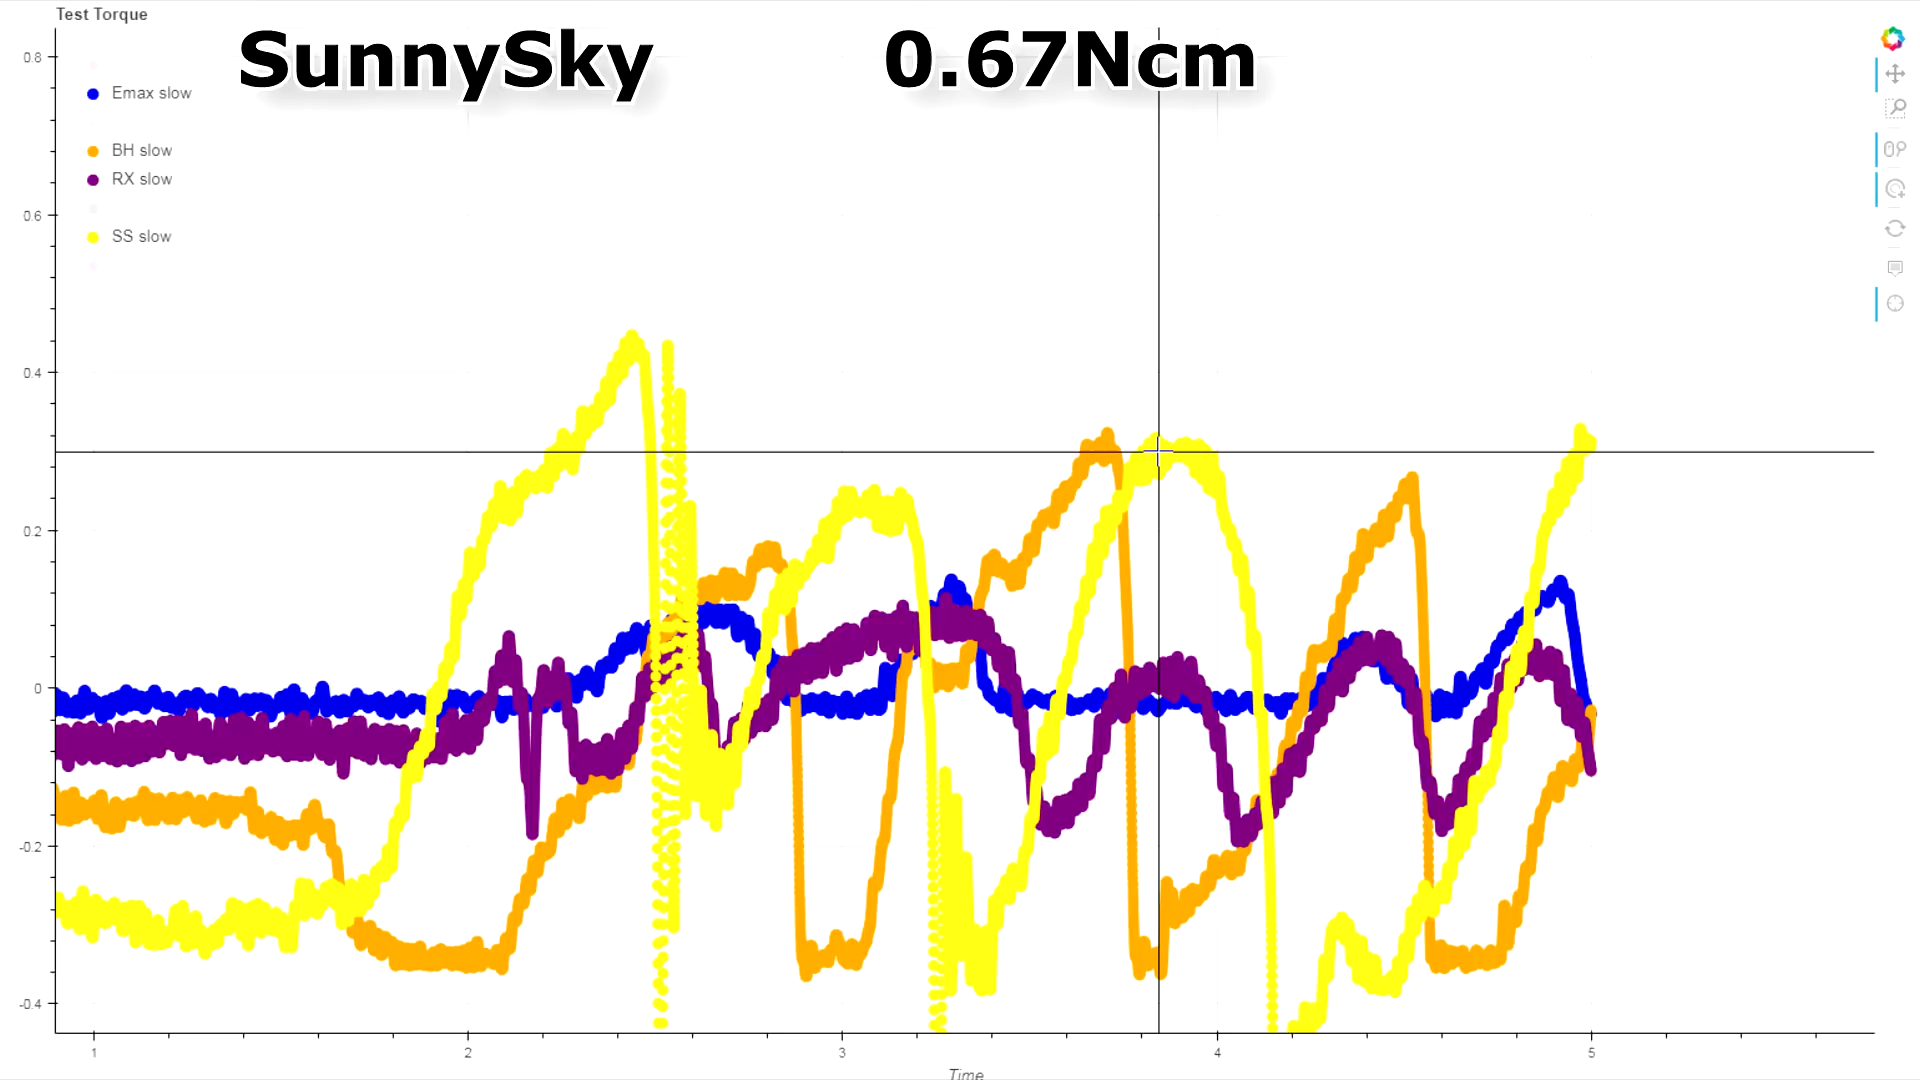 Test Torque
SunnySky 0.67Ncm
Emax slow
BH slow
RX slow
SS slow
0.8
0.6
0.4
0.2
0
-0.2
-0.4
1 2 3 4 5
Time